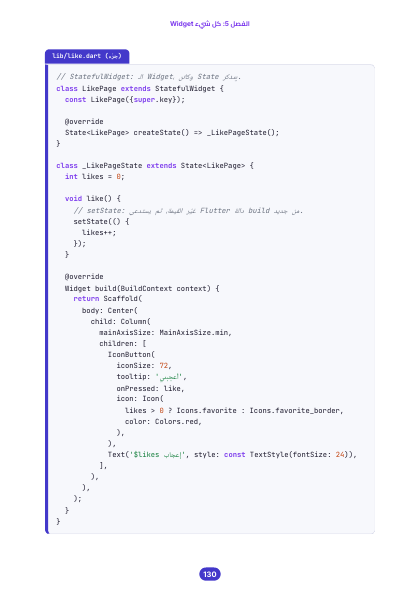 الفصل 5: كل شيء Widget
lib/like.dart (جزء)
// StatefulWidget: الـ Widget، وكائن State يتذكر.
class LikePage extends StatefulWidget {
  const LikePage({super.key});

  @override
  State<LikePage> createState() => _LikePageState();
}

class _LikePageState extends State<LikePage> {
  int likes = 0;

  void like() {
    // setState: غيّر القيمة، ثم يستدعي Flutter دالة build من جديد.
    setState(() {
      likes++;
    });
  }

  @override
  Widget build(BuildContext context) {
    return Scaffold(
      body: Center(
        child: Column(
          mainAxisSize: MainAxisSize.min,
          children: [
            IconButton(
              iconSize: 72,
              tooltip: 'أعجبني',
              onPressed: like,
              icon: Icon(
                likes > 0 ? Icons.favorite : Icons.favorite_border,
                color: Colors.red,
              ),
            ),
            Text('$likes إعجاب', style: const TextStyle(fontSize: 24)),
          ],
        ),
      ),
    );
  }
}
130